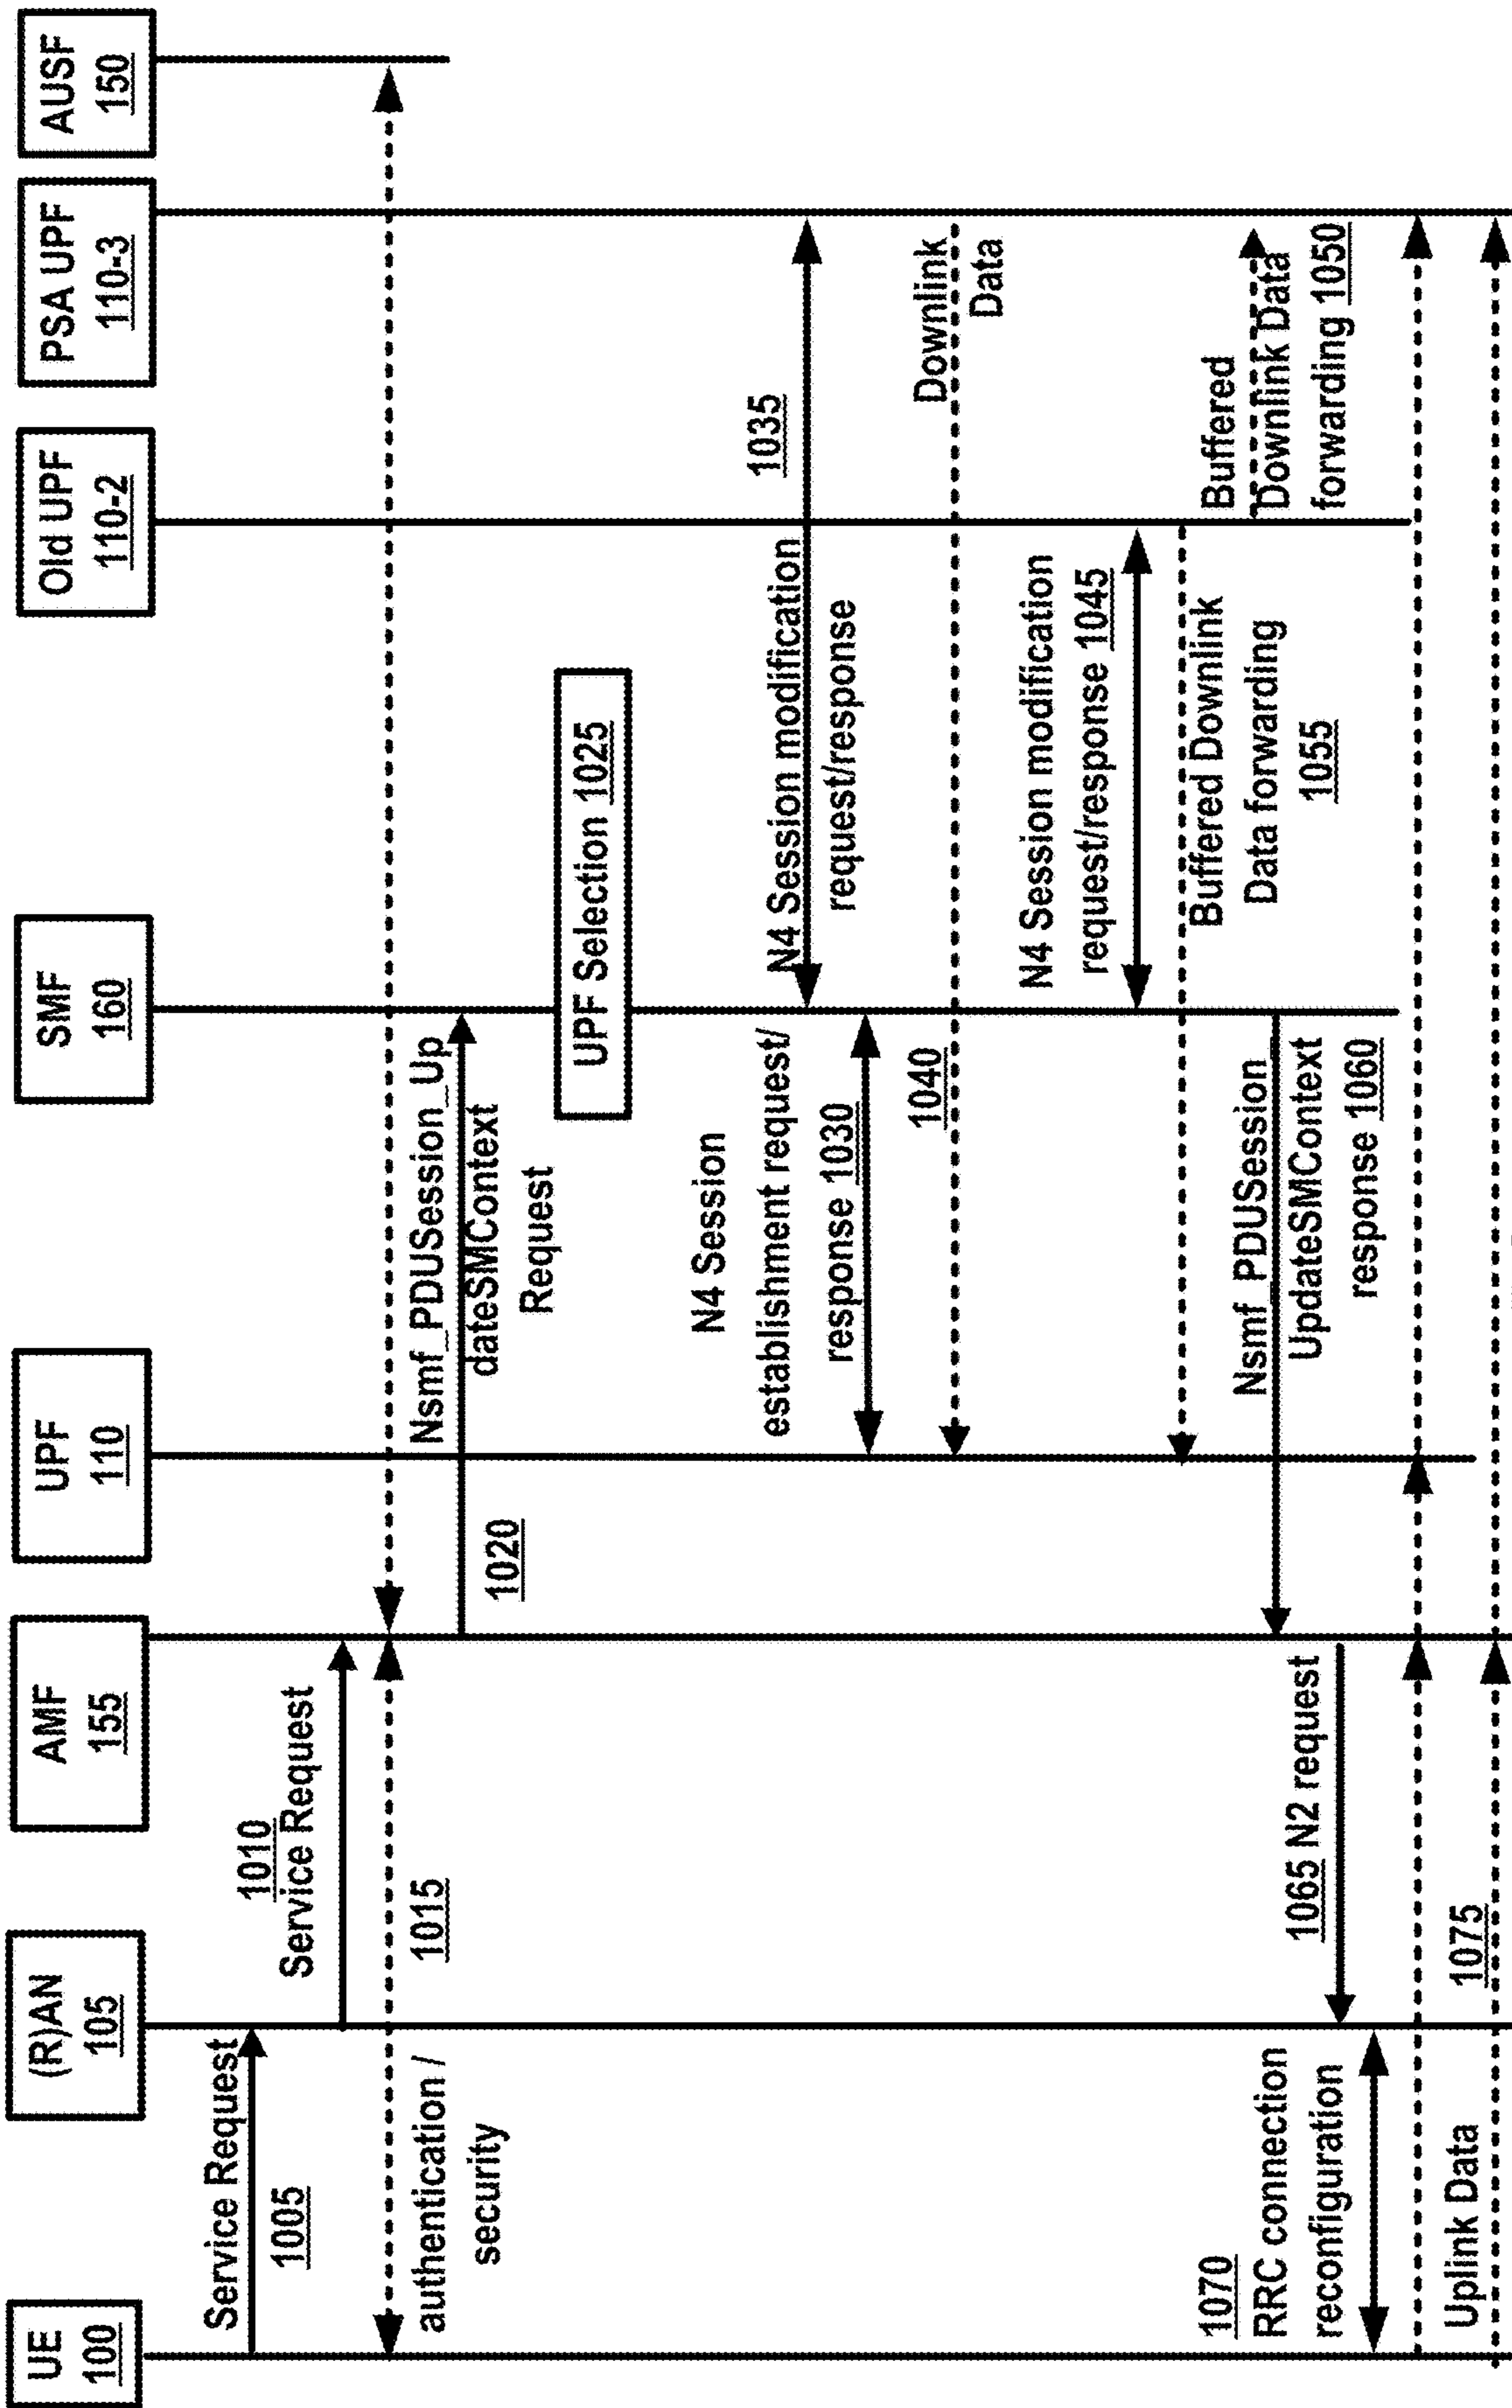 UE
100
(R)AN
105
AMF
155
UPF
110
SMF
160
Old UPF
110-2
PSA UPF
110-3
AUSF
150
Service Request
1005
1010
Service Request
authentication /
security
1015
Nsmf_PDUSession_Up
dateSMContext
Request
1020
UPF Selection 1025
N4 Session
establishment request/
response 1030
N4 Session modification
request/response
1035
1040
Downlink
Data
N4 Session modification
request/response 1045
Buffered
Downlink Data
forwarding 1050
Buffered Downlink
Data forwarding
1055
Nsmf_PDUSession_
UpdateSMContext
response 1060
1065 N2 request
1070
RRC connection
reconfiguration
Uplink Data
1075